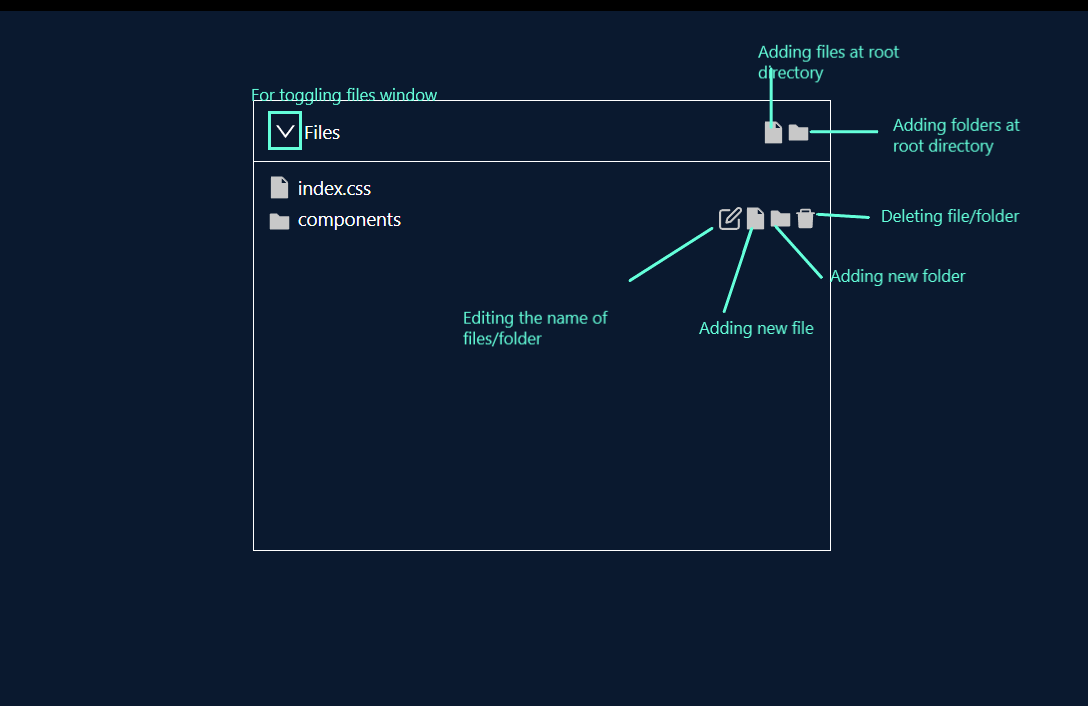 Adding files at root
directory
For toggling files window
Files
Adding folders at
root directory
index.css
components
Deleting file/folder
Adding new folder
Editing the name of
files/folder
Adding new file